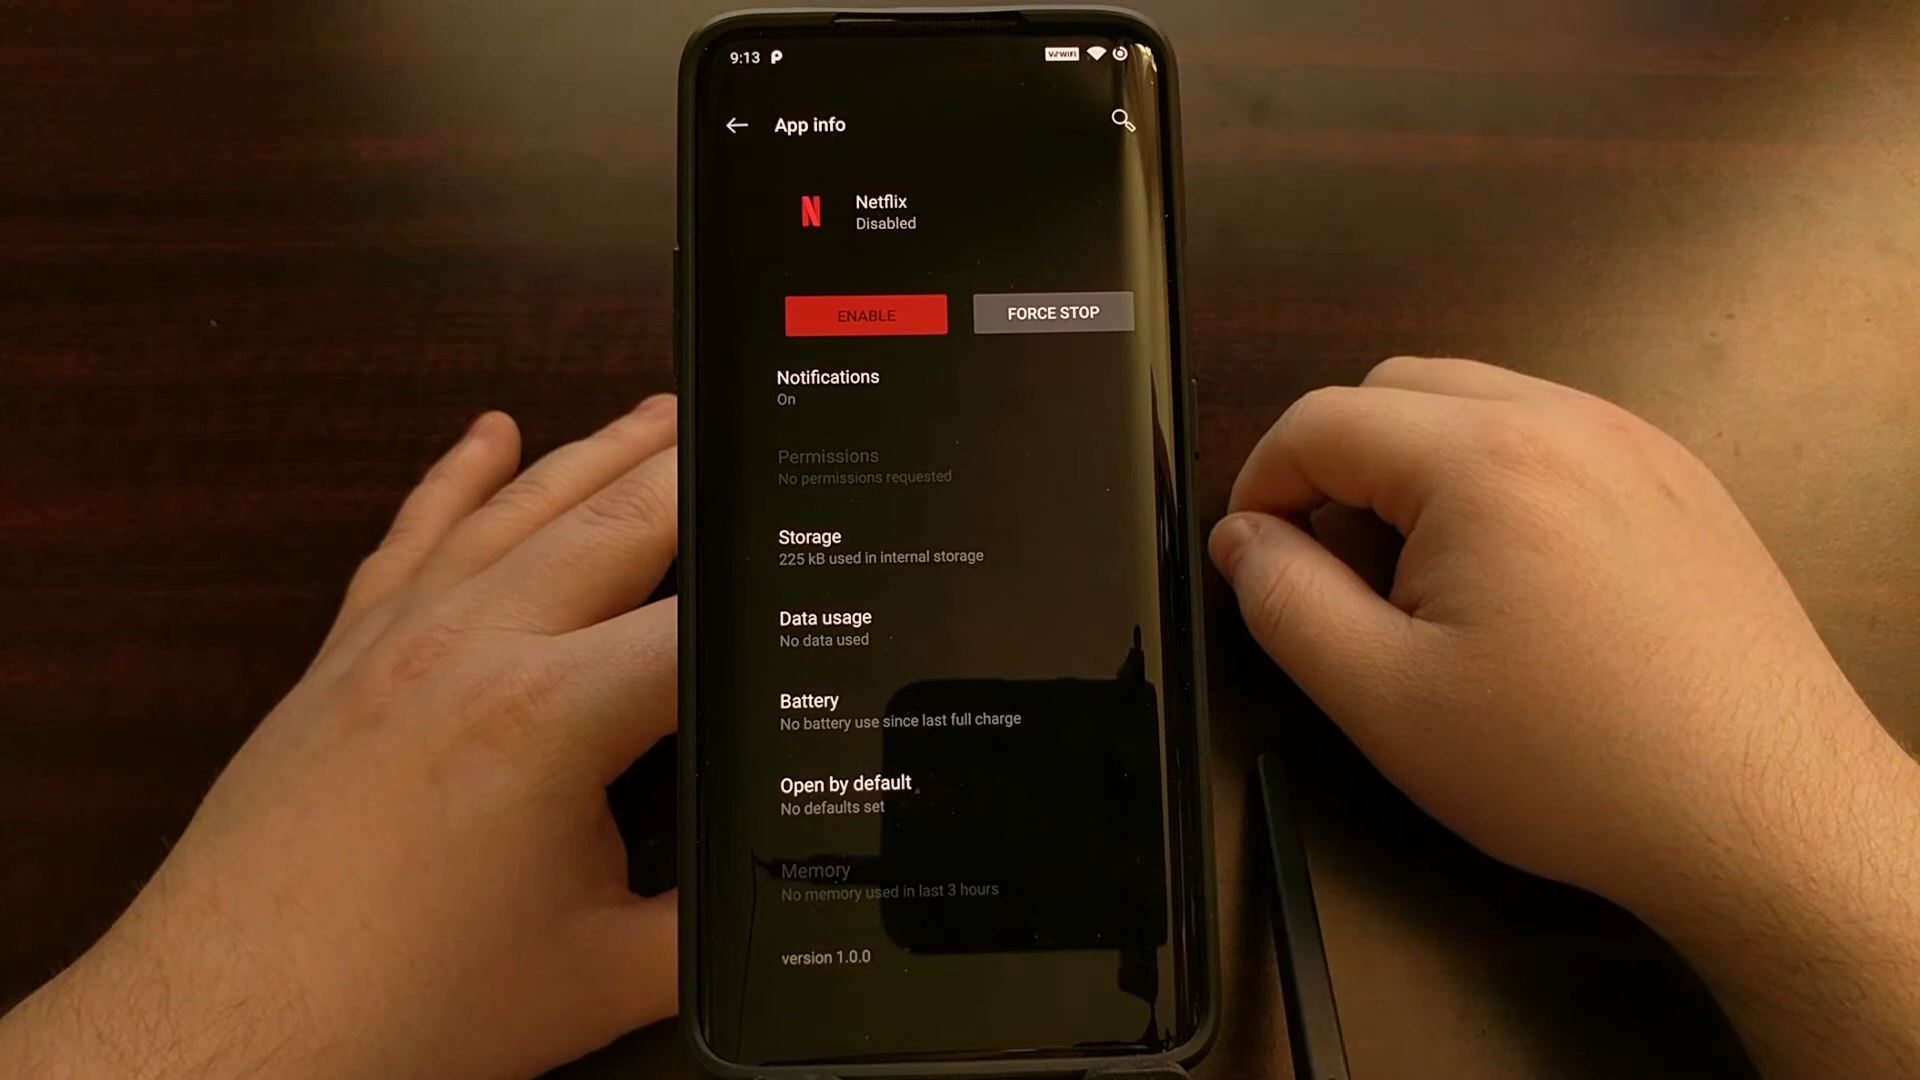 9:13
VoWiFi
App info
N
Netflix
Disabled
ENABLE
FORCE STOP
Notifications
On
Permissions
No permissions requested
Storage
225 kB used in internal storage
Data usage
No data used
Battery
No battery use since last full charge
Open by default
No defaults set
Memory
No memory used in last 3 hours
version 1.0.0